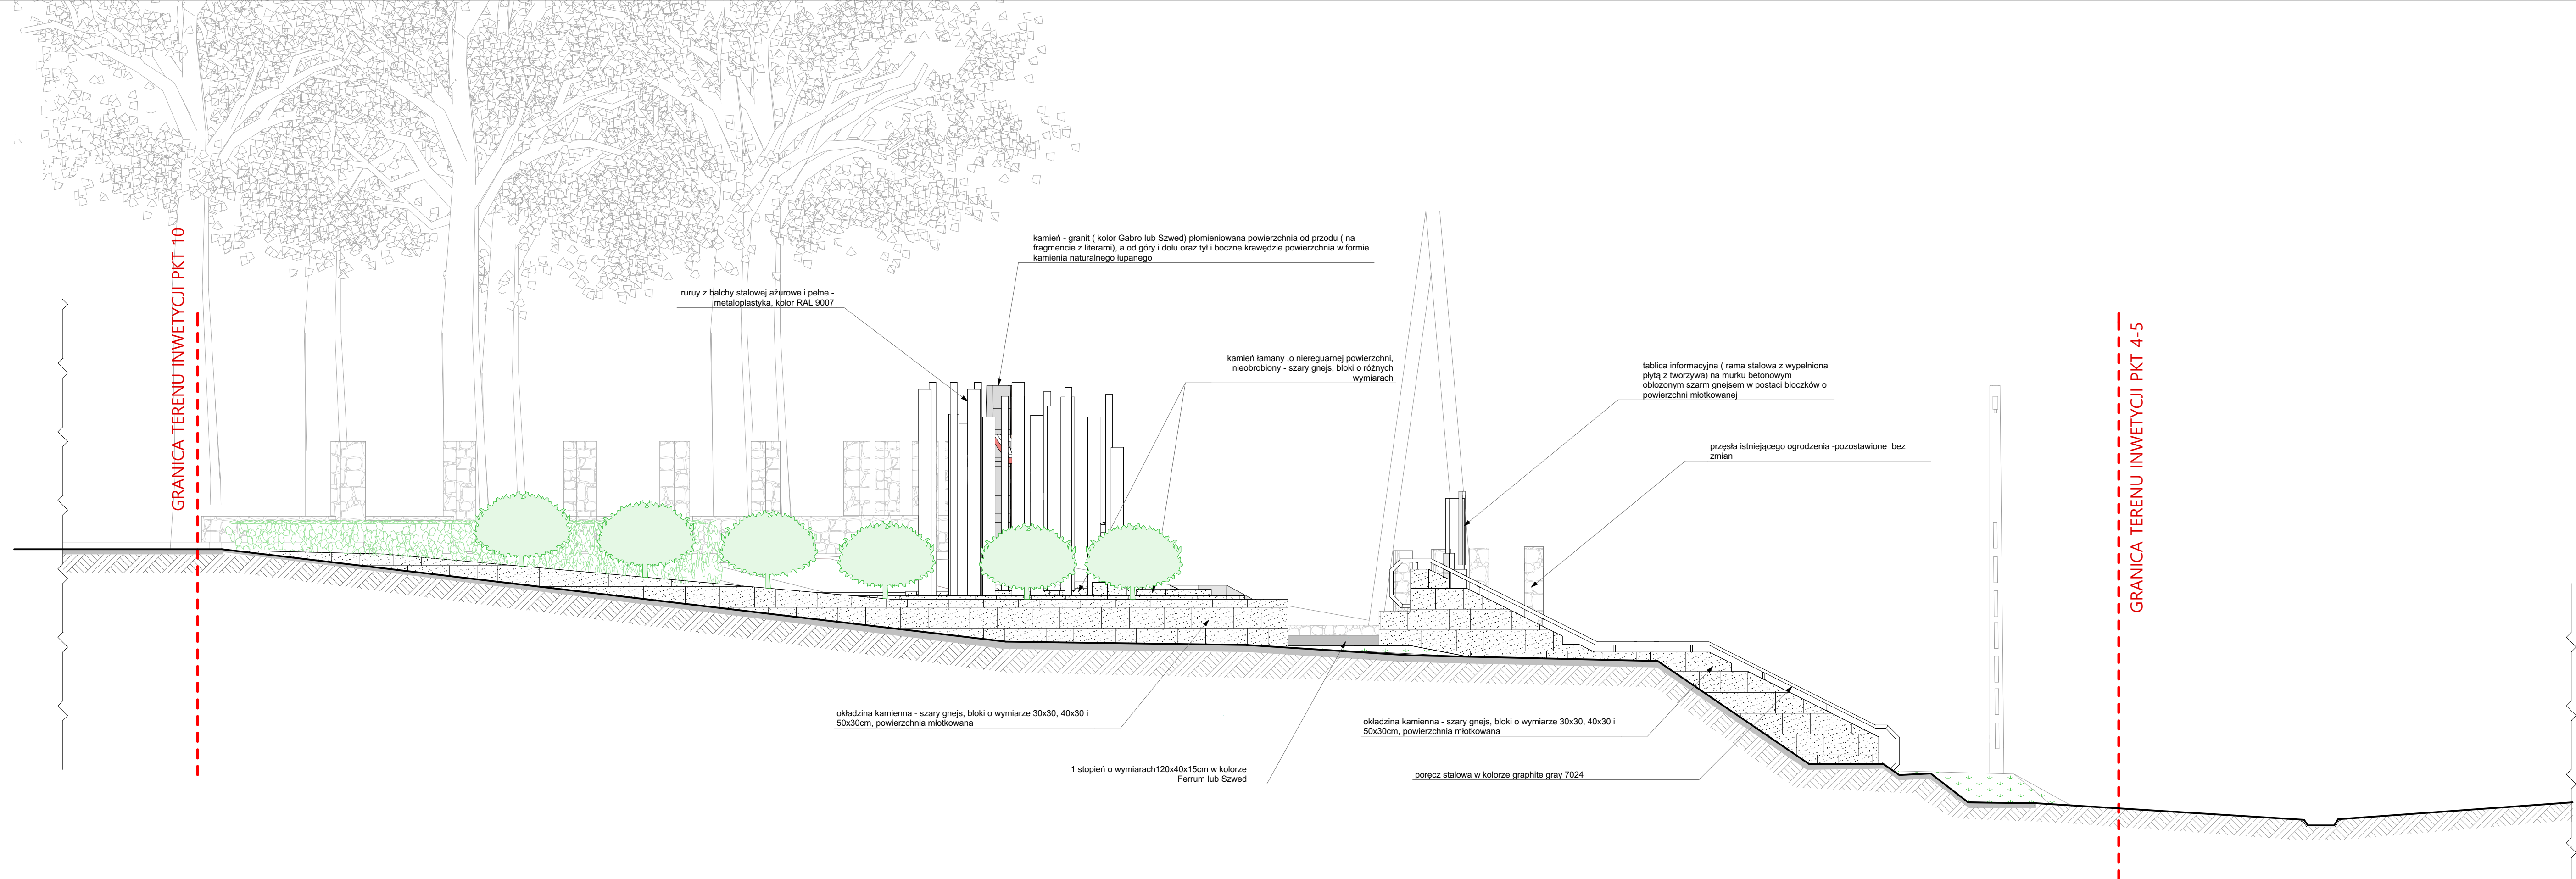 GRANICA TERENU INWETYCJI PKT 10
kamień - granit ( kolor Gabro lub Szwed) płomieniowana powierzchnia od przodu ( na
fragmencie z literami), a od góry i dołu oraz tył i boczne krawędzie powierzchnia w formie
kamienia naturalnego łupanego
ruruy z balchy stalowej ażurowe i pełne -
metaloplastyka, kolor RAL 9007
kamień łamany ,o niereguarnej powierzchni,
nieobrobiony - szary gnejs, bloki o różnych
wymiarach
tablica informacyjna ( rama stalowa z wypełniona
płytą z tworzywa) na murku betonowym
oblozonym szarm gnejsem w postaci bloczków o
powierzchni młotkowanej
przęsła istniejącego ogrodzenia -pozostawione bez
zmian
GRANICA TERENU INWETYCJI PKT 4-5
okładzina kamienna - szary gnejs, bloki o wymiarze 30x30, 40x30 i
50x30cm, powierzchnia młotkowana
okładzina kamienna - szary gnejs, bloki o wymiarze 30x30, 40x30 i
50x30cm, powierzchnia młotkowana
1 stopień o wymiarach120x40x15cm w kolorze
Ferrum lub Szwed
poręcz stalowa w kolorze graphite gray 7024